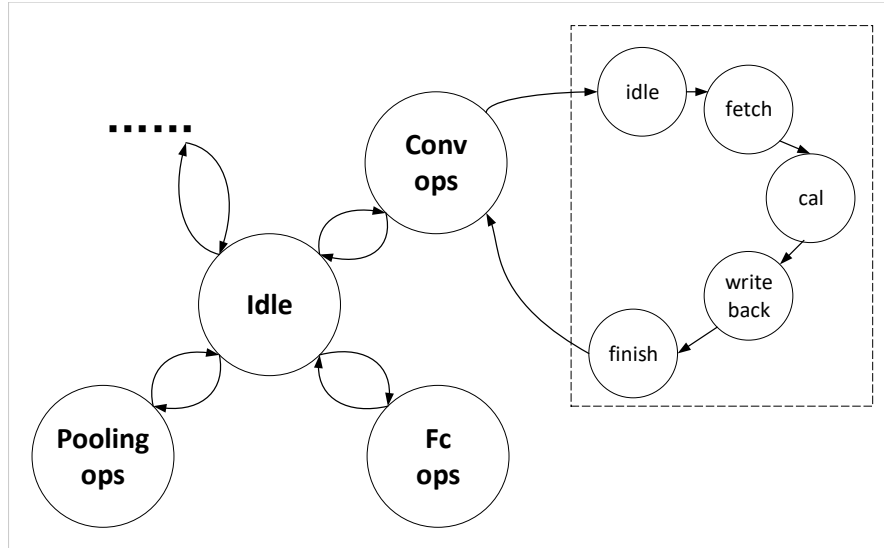 ......
Conv
ops
idle
fetch
cal
write
back
finish
Idle
Pooling
ops
Fc
ops